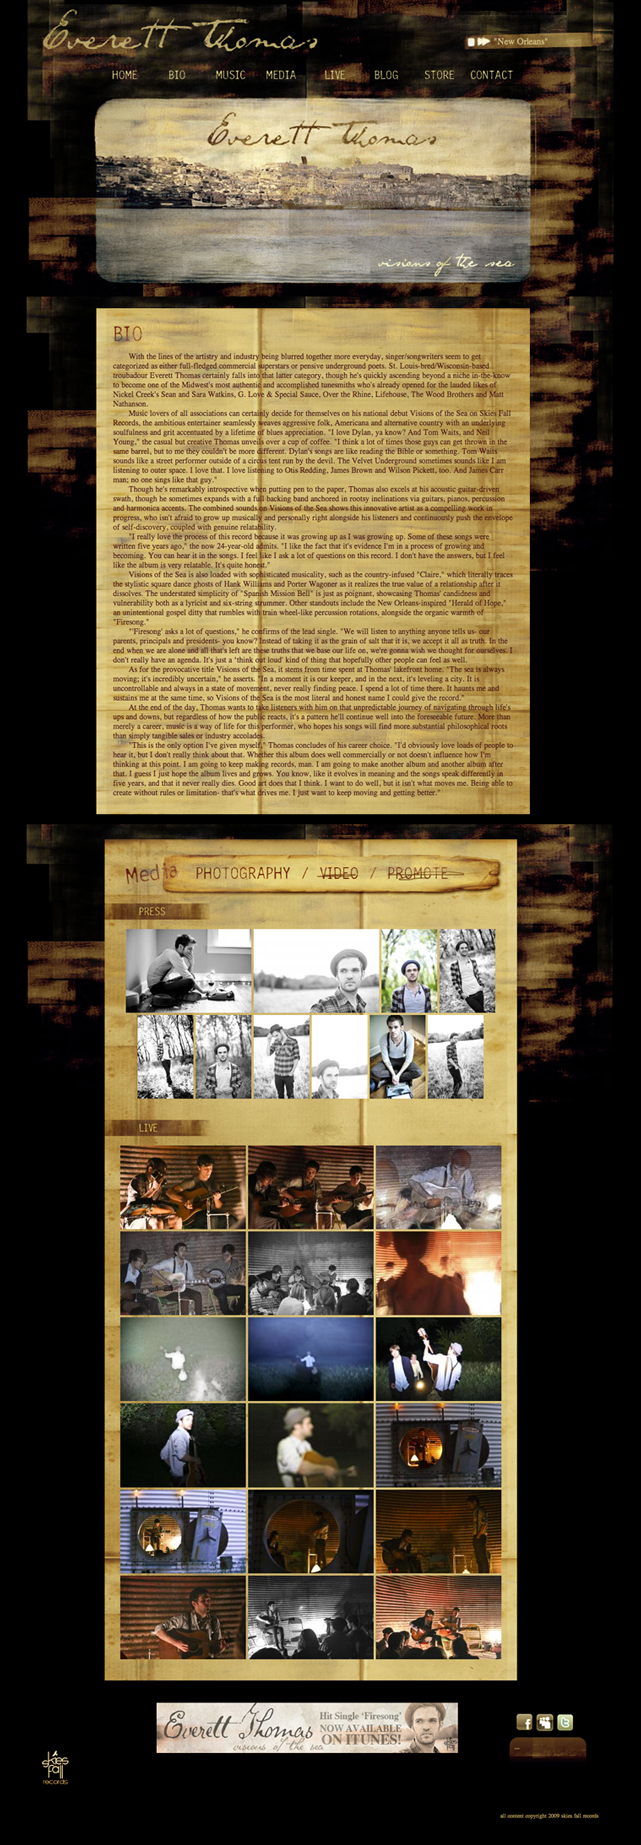 Everett Thomas
"New Orleans"
HOME BIO MUSIC MEDIA LIVE BLOG STORE CONTACT
Everett Thomas
visions of the sea
BIO
With the lines of the artistry and industry being blurred together more everyday, singer/songwriters seem to get
categorized as either full-fledged commercial superstars or pensive underground poets. St. Louis-bred/Wisconsin-based
troubadour Everett Thomas certainly falls into that latter category, though he's quickly ascending beyond a niche in-the-know
to become one of the Midwest's most authentic and accomplished tunesmiths who's already opened for the lauded likes of
Nickel Creek's Sean and Sara Watkins, G. Love & Special Sauce, Over the Rhine, Lifehouse, The Wood Brothers and Matt
Nathanson.
Music lovers of all associations can certainly decide for themselves on his national debut Visions of the Sea on Skies Fall
Records, the ambitious entertainer seamlessly weaves aggressive folk, Americana and alternative country with an underlying
soulfulness and grit accentuated by a lifetime of blues appreciation. "I love Dylan, ya know? And Tom Waits, and Neil
Young," the casual but creative Thomas unveils over a cup of coffee. "I think a lot of times those guys can get thrown in the
same barrel, but to me they couldn't be more different. Dylan's songs are like reading the Bible or something. Tom Waits
sounds like a street performer outside of a circus tent run by the devil. The Velvet Underground sometimes sounds like I am
listening to outer space. I love that. I love listening to Otis Redding, James Brown and Wilson Pickett, too. And James Carr
man; no one sings like that guy."
Though he's remarkably introspective when putting pen to the paper, Thomas also excels at his acoustic guitar-driven
swath, though he sometimes expands with a full backing band anchored in rootsy inclinations via guitars, pianos, percussion
and harmonica accents. The combined sounds on Visions of the Sea shows this innovative artist as a compelling work in
progress, who isn't afraid to grow up musically and personally right alongside his listeners and continuously push the envelope
of self-discovery, coupled with genuine relatability.
"I really love the process of this record because it was growing up as I was growing up. Some of these songs were
written five years ago," the now 24-year-old admits. "I like the fact that it's evidence I'm in a process of growing and
becoming. You can hear it in the songs. I feel like I ask a lot of questions on this record. I don't have the answers, but I feel
like the album is very relatable. It's quite honest."
Visions of the Sea is also loaded with sophisticated musicality, such as the country-infused "Claire," which literally traces
the stylistic square dance ghosts of Hank Williams and Porter Wagoner as it realizes the true value of a relationship after it
dissolves. The understated simplicity of "Spanish Mission Bell" is just as poignant, showcasing Thomas' candidness and
vulnerability both as a lyricist and six-string strummer. Other standouts include the New Orleans-inspired "Herald of Hope,"
an unintentional gospel ditty that rumbles with train wheel-like percussion rotations, alongside the organic warmth of
"Firesong."
"'Firesong' asks a lot of questions," he confirms of the lead single. "We will listen to anything anyone tells us- our
parents, principals and presidents- you know? Instead of taking it as the grain of salt that it is, we accept it all as truth. In the
end when we are alone and all that's left are these truths that we base our life on, we're gonna wish we thought for ourselves. I
don't really have an agenda. It's just a 'think out loud' kind of thing that hopefully other people can feel as well.
As for the provocative title Visions of the Sea, it stems from time spent at Thomas' lakefront home. "The sea is always
moving; it's incredibly uncertain," he asserts. "In a moment it is our keeper, and in the next, it's leveling a city. It is
uncontrollable and always in a state of movement, never really finding peace. I spend a lot of time there. It haunts me and
sustains me at the same time, so Visions of the Sea is the most literal and honest name I could give the record."
At the end of the day, Thomas wants to take listeners with him on that unpredictable journey of navigating through life's
ups and downs, but regardless of how the public reacts, it's a pattern he'll continue well into the foreseeable future. More than
merely a career, music is a way of life for this performer, who hopes his songs will find more substantial philosophical roots
than simply tangible sales or industry accolades.
"This is the only option I've given myself," Thomas concludes of his career choice. "I'd obviously love loads of people to
hear it, but I don't really think about that. Whether this album does well commercially or not doesn't influence how I'm
thinking at this point. I am going to keep making records, man. I am going to make another album and another album after
that. I guess I just hope the album lives and grows. You know, like it evolves in meaning and the songs speak differently in
five years, and that it never really dies. Good art does that I think. I want to do well, but it isn't what moves me. Being able to
create without rules or limitation- that's what drives me. I just want to keep moving and getting better."
Media PHOTOGRAPHY / VIDEO / PROMOTE
PRESS
LIVE
Everett Thomas
visions of the sea
Hit Single 'Firesong'
NOW AVAILABLE
ON ITUNES!
skies
fall
records
all content copyright 2009 skies fall records